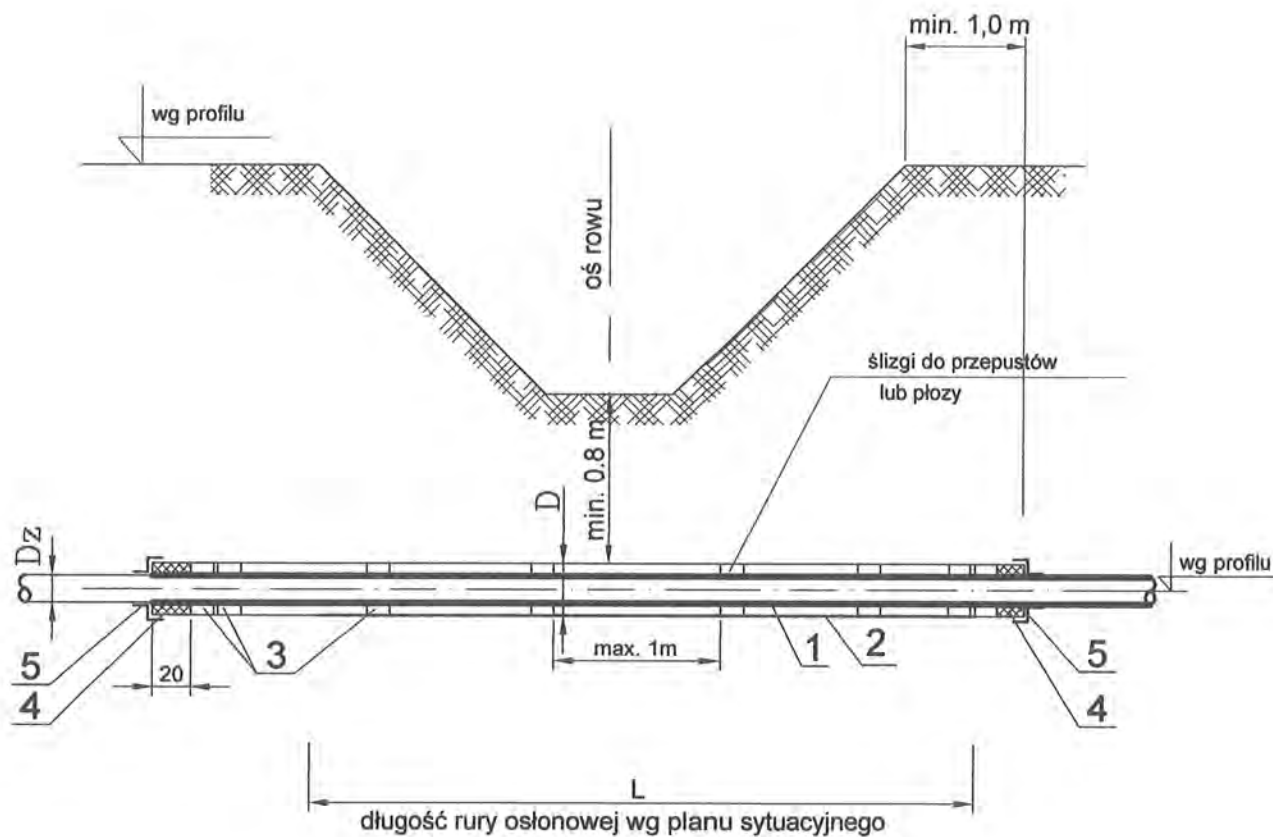 min. 1,0 m
wg profilu
oś rowu
ślizgi do przepustów
lub płozy
min. 0.8 m
D
Dz
wg profilu
5
3
max. 1m
1
2
5
4
20
4
L
długość rury osłonowej wg planu sytuacyjnego